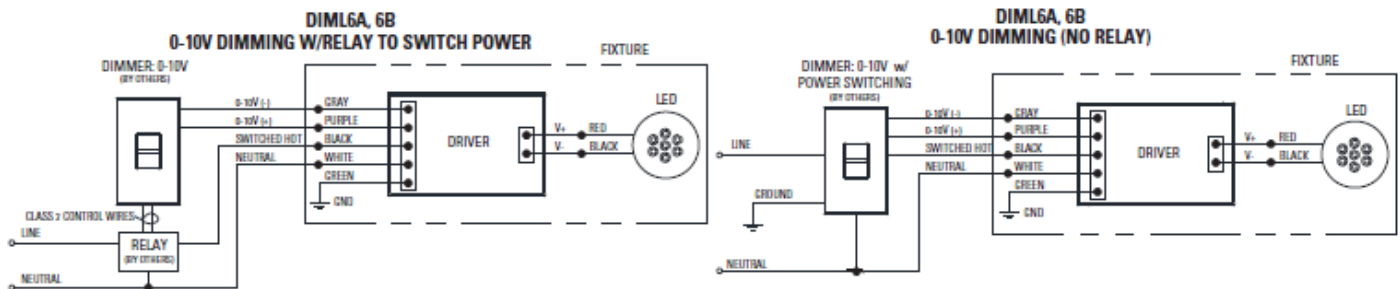 DIML6A, 6B
0-10V DIMMING W/RELAY TO SWITCH POWER
FIXTURE
DIMMER: 0-10V
(BY OTHERS)
LED
0-10V (-)
GRAY
0-10V (+)
PURPLE
SWITCHED HOT
BLACK
NEUTRAL
WHITE
GREEN
GND
DRIVER
V+
RED
V-
BLACK
CLASS 2 CONTROL WIRES
LINE
RELAY
(BY OTHERS)
NEUTRAL
DIML6A, 6B
0-10V DIMMING (NO RELAY)
FIXTURE
DIMMER: 0-10V w/
POWER SWITCHING
(BY OTHERS)
LED
0-10V (-)
GRAY
0-10V (+)
PURPLE
SWITCHED HOT
BLACK
NEUTRAL
WHITE
GREEN
GND
DRIVER
V+
RED
V-
BLACK
LINE
GROUND
NEUTRAL